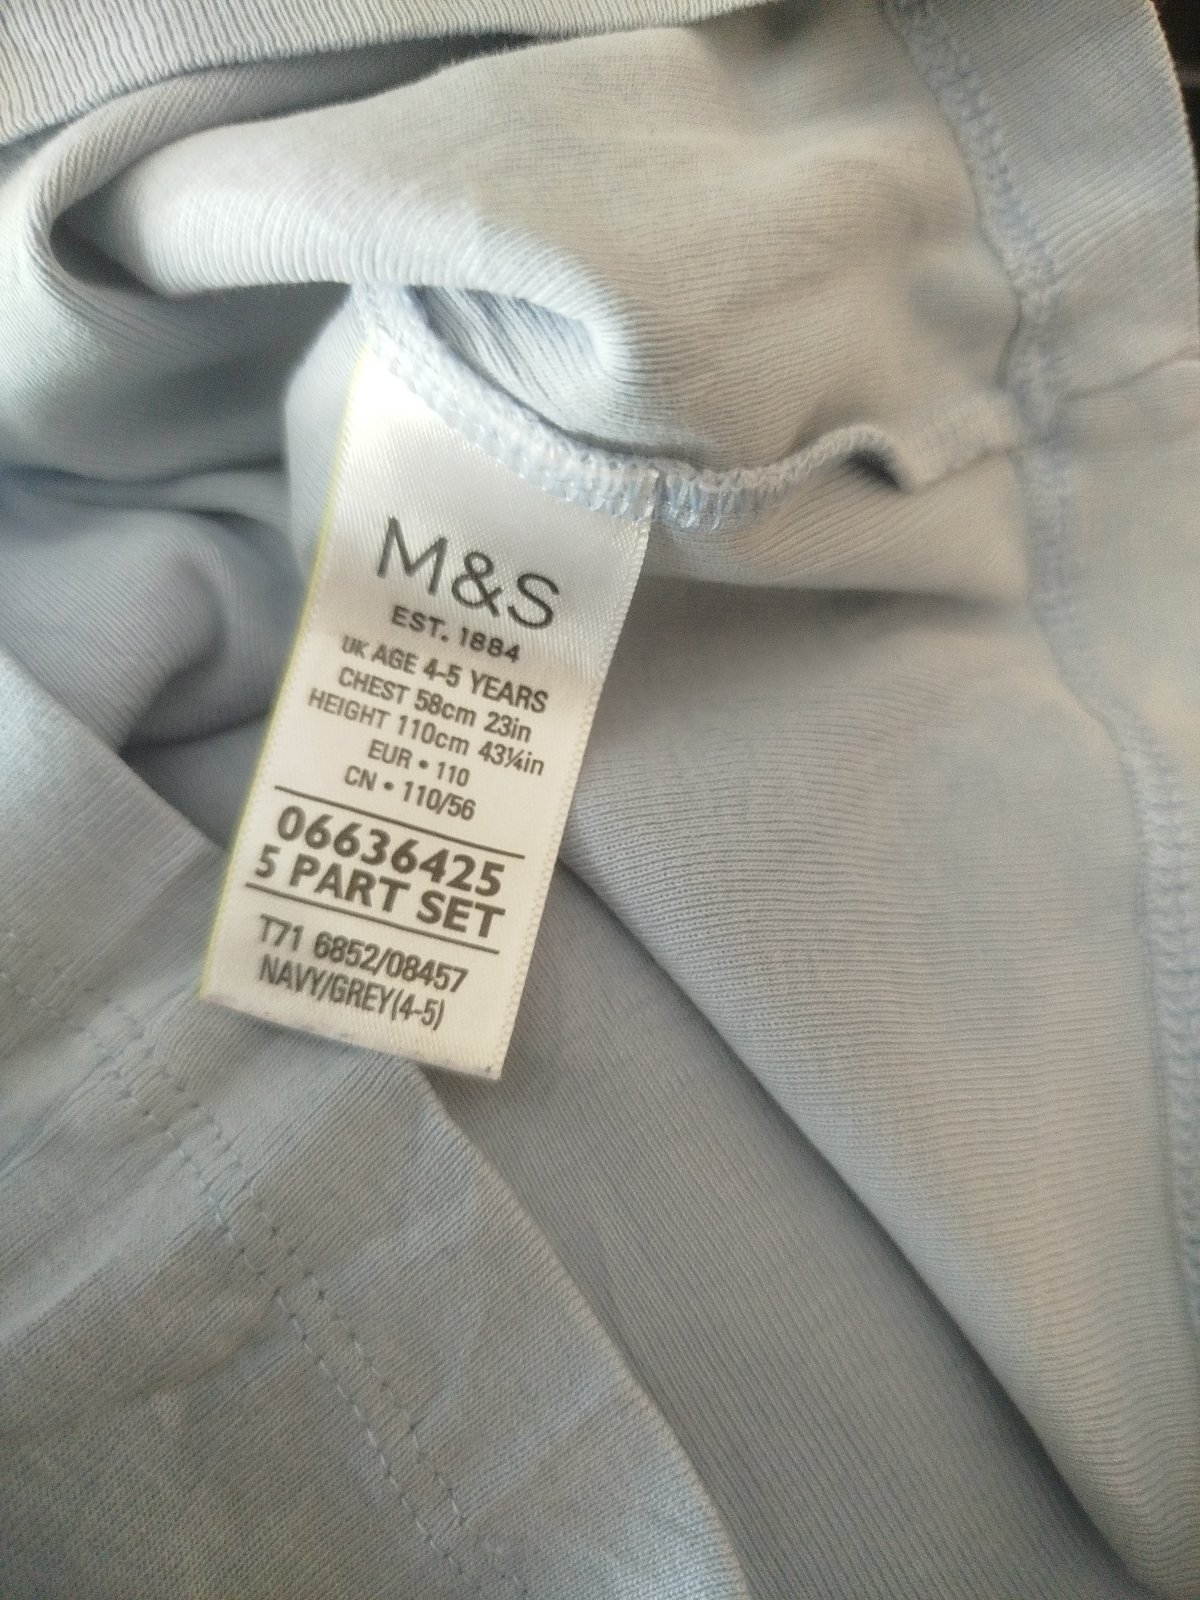 M&S
EST. 1884
UK AGE 4-5 YEARS
CHEST 58cm 23in
HEIGHT 110cm 43¼in
EUR • 110
CN • 110/56
06636425
5 PART SET
T71 6852/08457
NAVY/GREY(4-5)